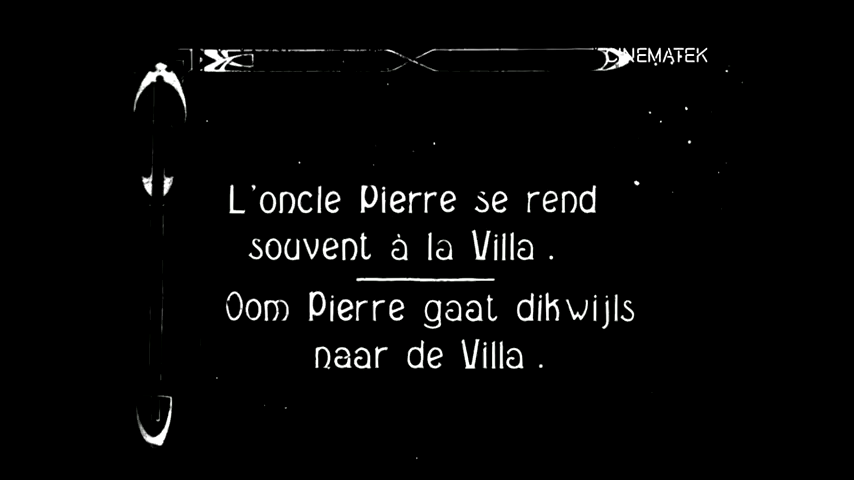 CINEMATEK
L'oncle Pierre se rend
souvent à la Villa.
Oom Pierre gaat dikwijls
naar de Villa.